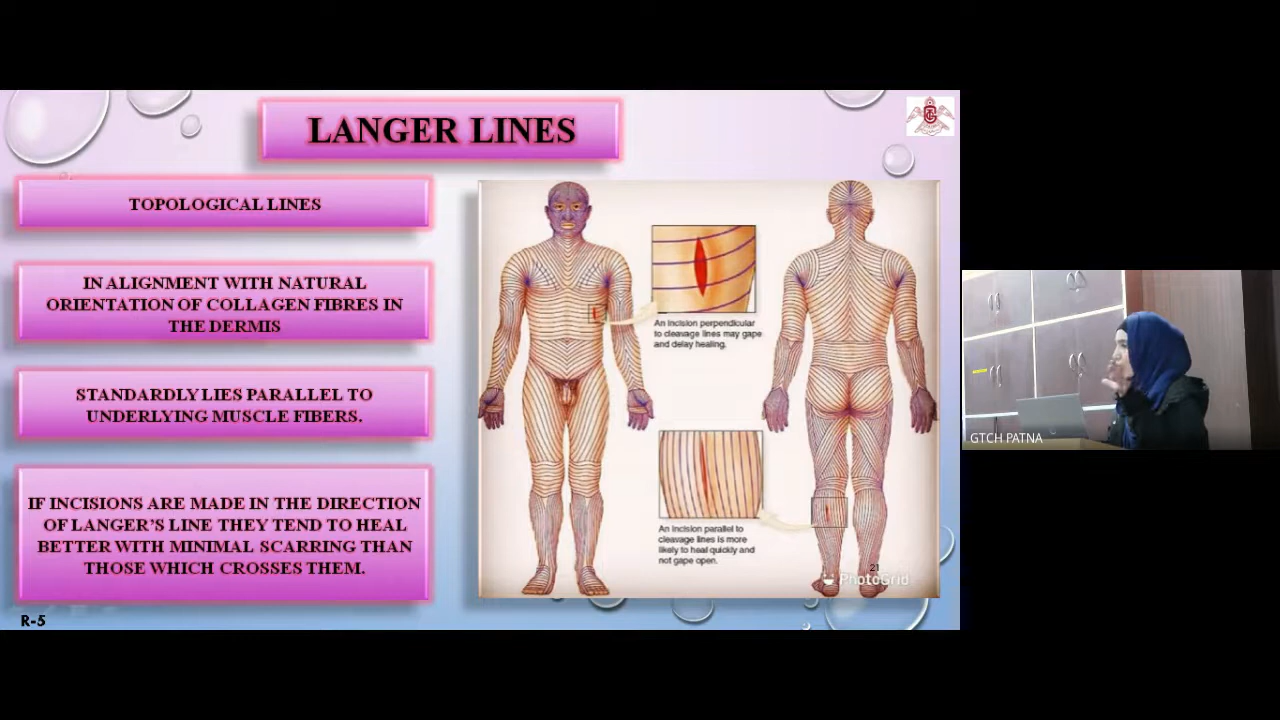 LANGER LINES
TOPOLOGICAL LINES
IN ALIGNMENT WITH NATURAL
ORIENTATION OF COLLAGEN FIBRES IN
THE DERMIS
STANDARDLY LIES PARALLEL TO
UNDERLYING MUSCLE FIBERS.
IF INCISIONS ARE MADE IN THE DIRECTION
OF LANGER'S LINE THEY TEND TO HEAL
BETTER WITH MINIMAL SCARRING THAN
THOSE WHICH CROSSES THEM.
R-5
An incision perpendicular
to cleavage lines may gape
and delay healing.
An incision parallel to
cleavage lines is more
likely to heal quickly and
not gape open.
21
PhotoGrid
GTCH PATNA